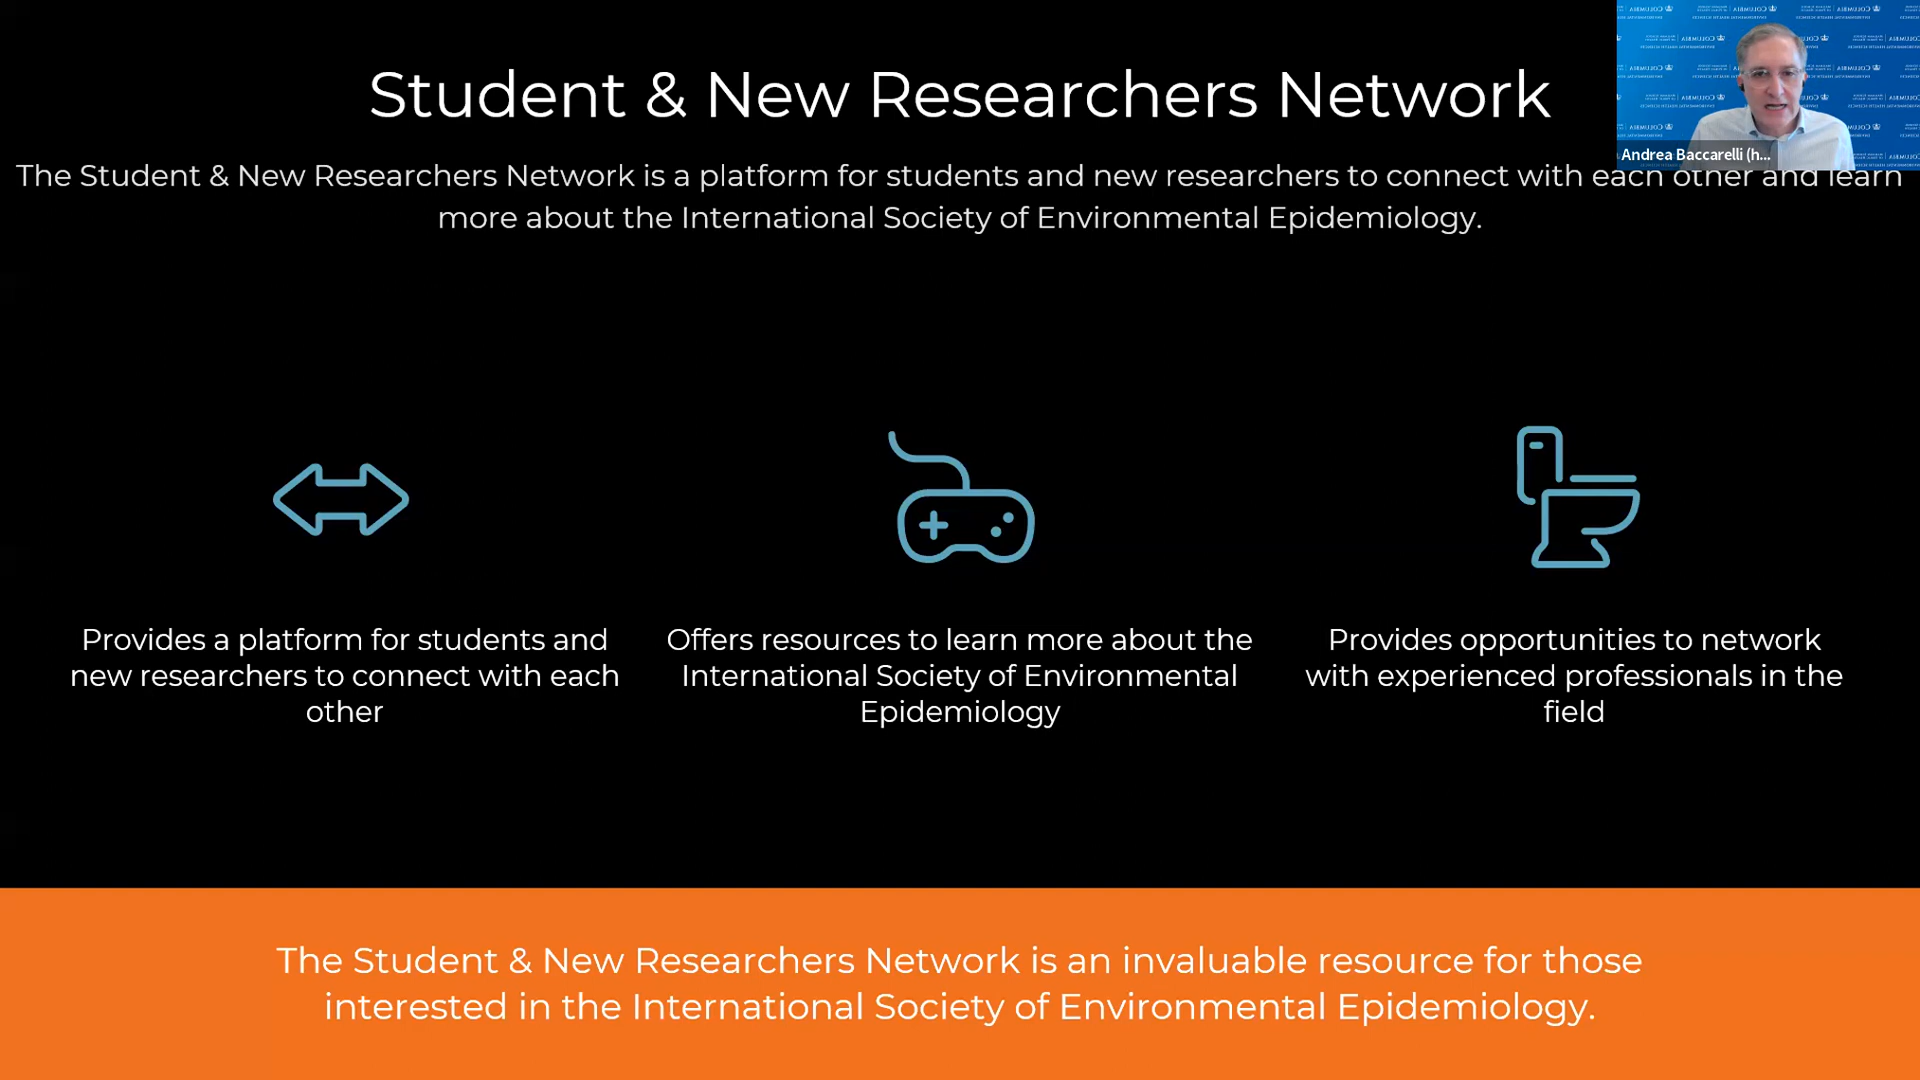 Student & New Researchers Network
The Student & New Researchers Network is a platform for students and new researchers to connect with each other and learn
more about the International Society of Environmental Epidemiology.
Andrea Baccarelli (h...
Provides a platform for students and
new researchers to connect with each
other
Offers resources to learn more about the
International Society of Environmental
Epidemiology
Provides opportunities to network
with experienced professionals in the
field
The Student & New Researchers Network is an invaluable resource for those
interested in the International Society of Environmental Epidemiology.